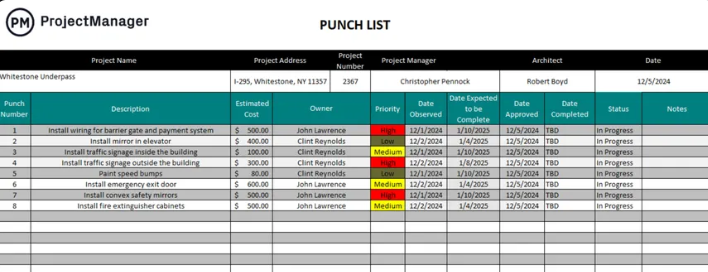 PM ProjectManager
PUNCH LIST
Project Name Project Address Project Number Project Manager Architect Date
Whitestone Underpass I-295, Whitestone, NY 11357 2367 Christopher Pennock Robert Boyd 12/5/2024
Punch Number Description Estimated Cost Owner Priority Date Observed Date Expected to be Complete Date Approved Date Completed Status Notes
1 Install wiring for barrier gate and payment system $ 500.00 John Lawrence High 12/1/2024 1/10/2025 12/5/2024 TBD In Progress
2 Install mirror in elevator $ 400.00 Clint Reynolds Low 12/2/2024 1/4/2025 12/5/2024 TBD In Progress
3 Install traffic signage inside the building $ 100.00 Clint Reynolds Medium 12/1/2024 1/10/2025 12/5/2024 TBD In Progress
4 Install traffic signage outside the building $ 300.00 Clint Reynolds High 12/2/2024 1/8/2025 12/5/2024 TBD In Progress
5 Paint speed bumps $ 80.00 Clint Reynolds Low 12/1/2024 1/10/2025 12/5/2024 TBD In Progress
6 Install emergency exit door $ 600.00 John Lawrence Medium 12/2/2024 1/4/2025 12/5/2024 TBD In Progress
7 Install convex safety mirrors $ 500.00 John Lawrence High 12/1/2024 1/10/2025 12/5/2024 TBD In Progress
8 Install fire extinguisher cabinets $ 500.00 John Lawrence Medium 12/2/2024 1/4/2025 12/5/2024 TBD In Progress